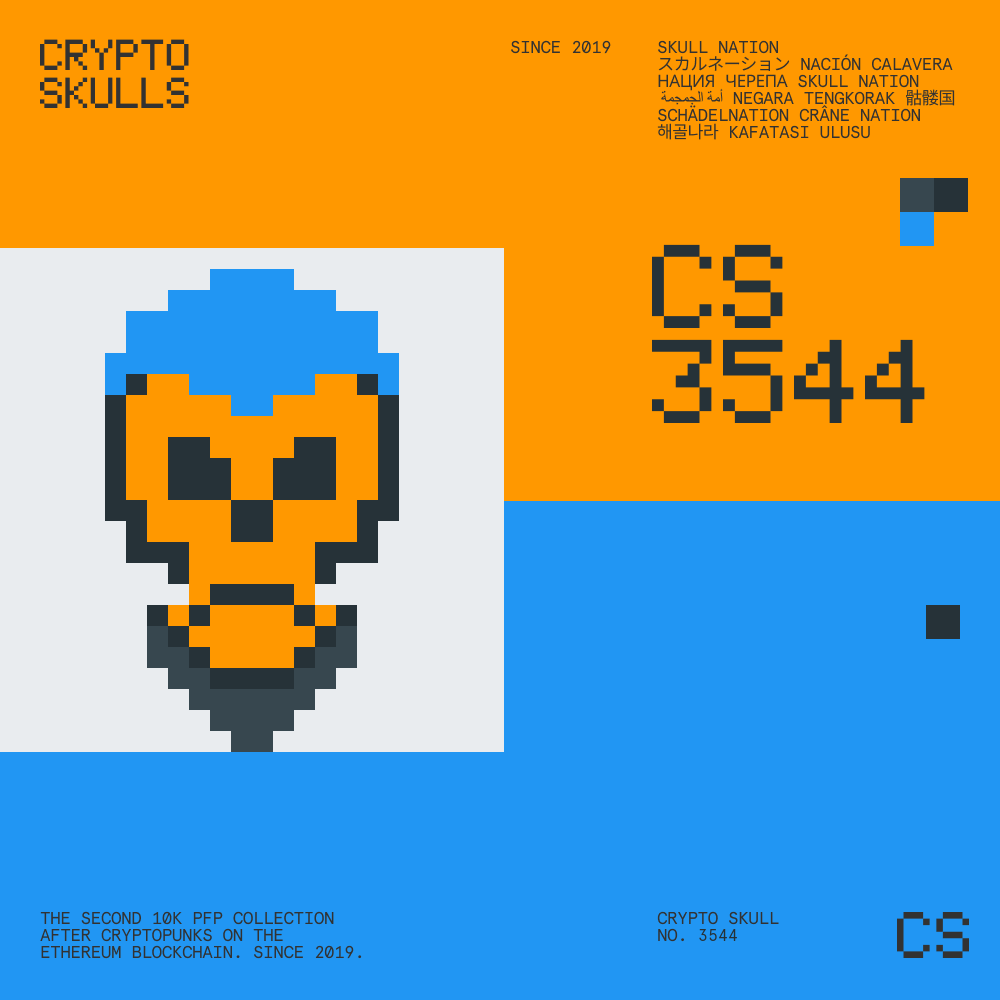 CRYPTO
SKULLS
SINCE 2019
SKULL NATION
スカルネーション NACIÓN CALAVERA
НАЦИЯ ЧЕРЕПА SKULL NATION
أمة الجمجمة NEGARA TENGKORAK 骷髅国
SCHÄDELNATION CRÂNE NATION
해골나라 KAFATASI ULUSU
CS
3544
THE SECOND 10K PFP COLLECTION
AFTER CRYPTOPUNKS ON THE
ETHEREUM BLOCKCHAIN. SINCE 2019.
CRYPTO SKULL
NO. 3544
CS